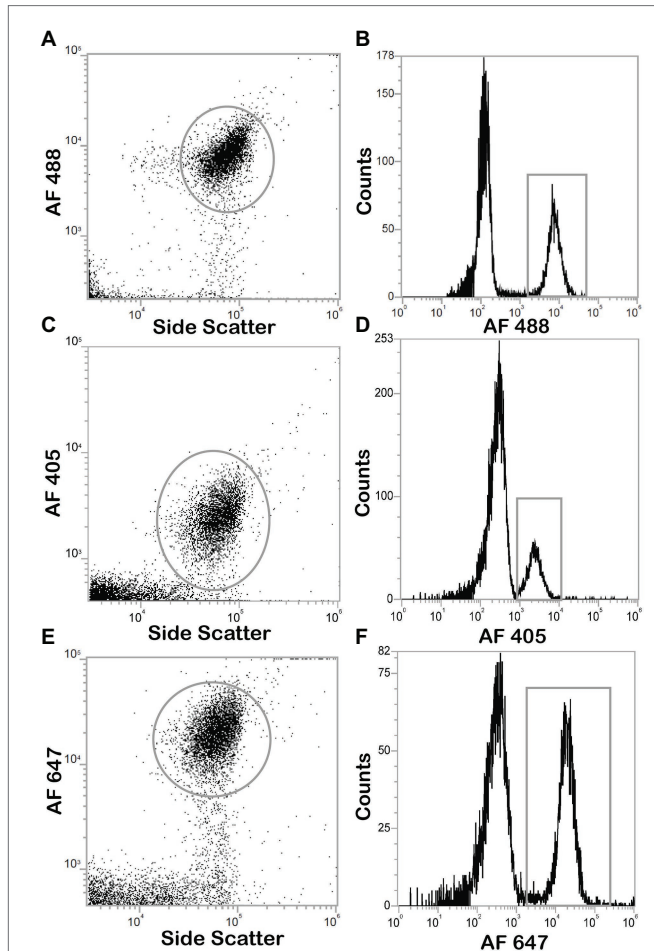 A
10⁵
10⁴
10³
AF 488
10⁴
10⁵
10⁶
Side Scatter
B
178
150
100
50
0
Counts
10⁰
10¹
10²
10³
10⁴
10⁵
10⁶
AF 488
C
10⁵
10⁴
10³
AF 405
10⁴
10⁵
10⁶
Side Scatter
D
253
200
100
0
Counts
10⁰
10¹
10²
10³
10⁴
10⁵
10⁶
AF 405
E
10⁵
10⁴
10³
AF 647
10⁴
10⁵
10⁶
Side Scatter
F
82
75
50
25
0
Counts
10⁰
10¹
10²
10³
10⁴
10⁵
10⁶
AF 647